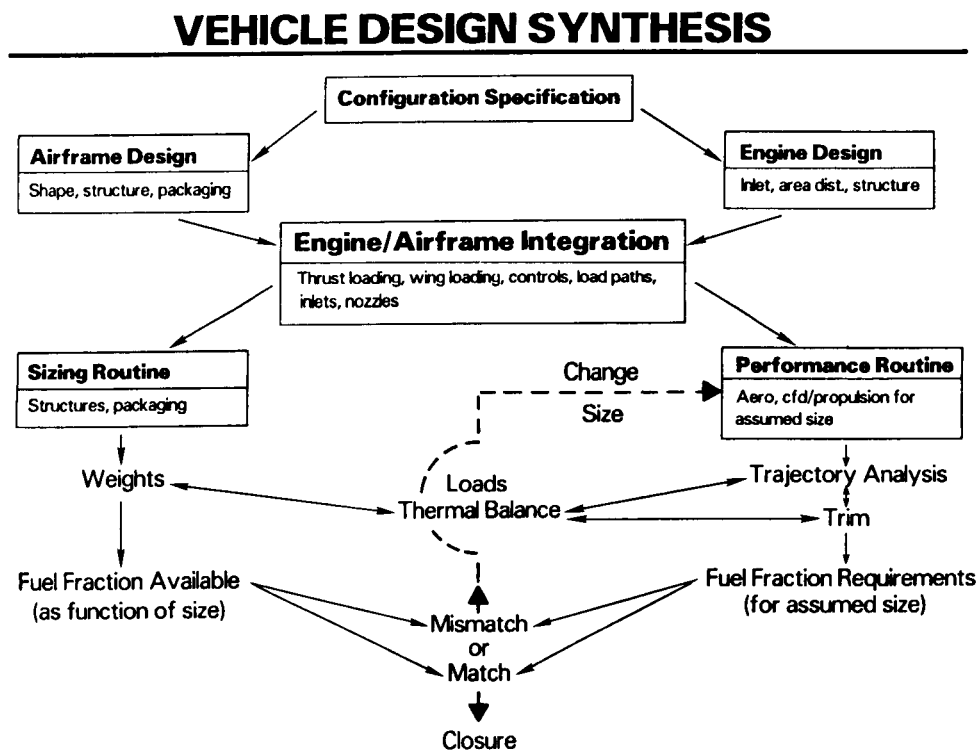 VEHICLE DESIGN SYNTHESIS
Configuration Specification
Airframe Design
Shape, structure, packaging
Engine Design
Inlet, area dist., structure
Engine/Airframe Integration
Thrust loading, wing loading, controls, load paths,
inlets, nozzles
Sizing Routine
Structures, packaging
Change
Size
Performance Routine
Aero, cfd/propulsion for
assumed size
Weights
Loads
Thermal Balance
Trajectory Analysis
Trim
Fuel Fraction Available
(as function of size)
Fuel Fraction Requirements
(for assumed size)
Mismatch
or
Match
Closure